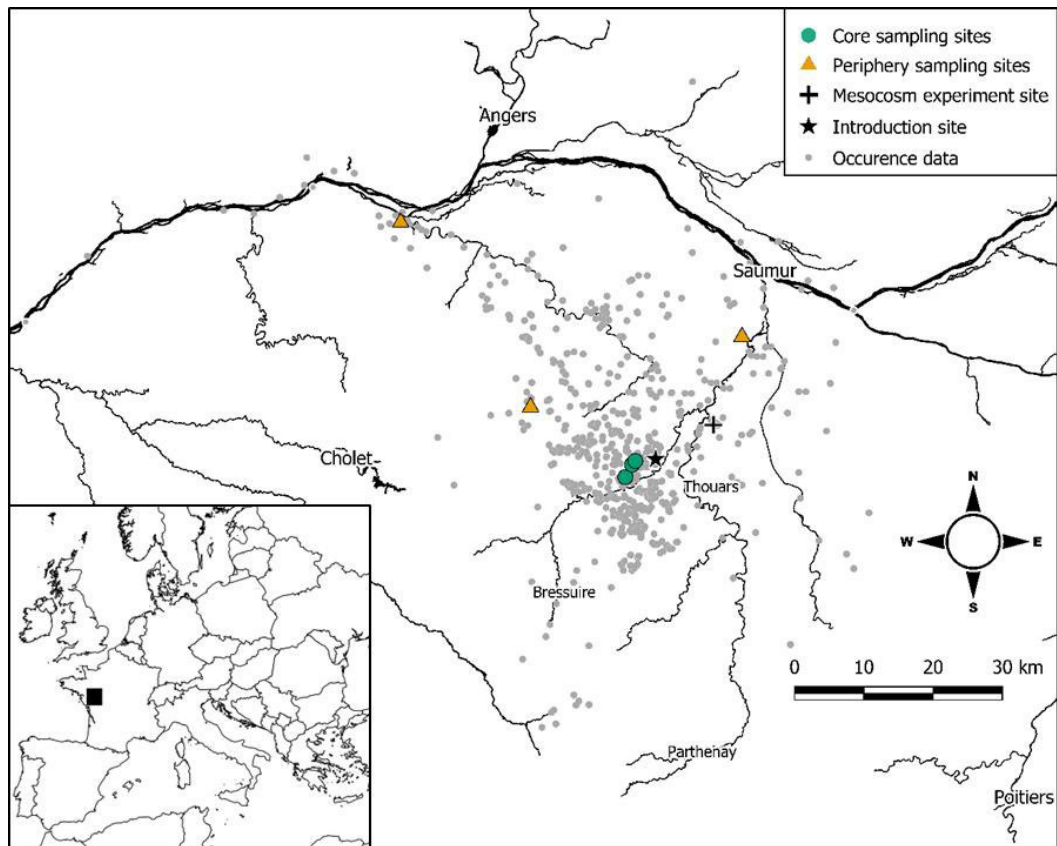 Core sampling sites
Periphery sampling sites
Mesocosm experiment site
Introduction site
Occurence data
Angers
Saumur
Cholet
Thouars
Bressuire
Parthenay
Poitiers
N
W E
S
0 10 20 30 km